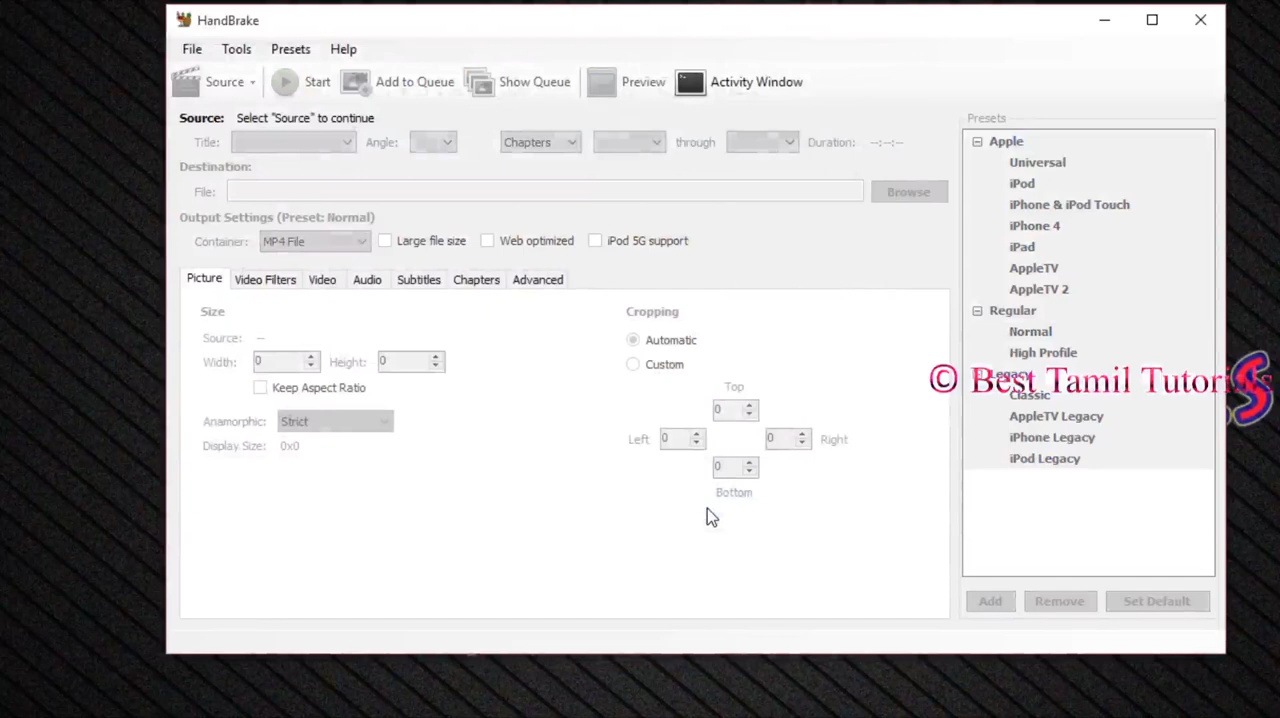 HandBrake
File Tools Presets Help
Source Start Add to Queue Show Queue Preview Activity Window
Source: Select "Source" to continue
Title: Angle: Chapters through Duration: --:--:--
Destination:
File: Browse
Output Settings (Preset: Normal)
Container: MP4 File Large file size Web optimized iPod 5G support
Picture Video Filters Video Audio Subtitles Chapters Advanced
Size
Source: --
Width: 0 Height: 0
Keep Aspect Ratio
Anamorphic: Strict
Display Size: 0x0
Cropping
Automatic
Custom
Top
0
Left 0 0 Right
0
Bottom
Presets
Apple
Universal
iPod
iPhone & iPod Touch
iPhone 4
iPad
AppleTV
AppleTV 2
Regular
Normal
High Profile
Legacy
Classic
AppleTV Legacy
iPhone Legacy
iPod Legacy
Add Remove Set Default
© Best Tamil